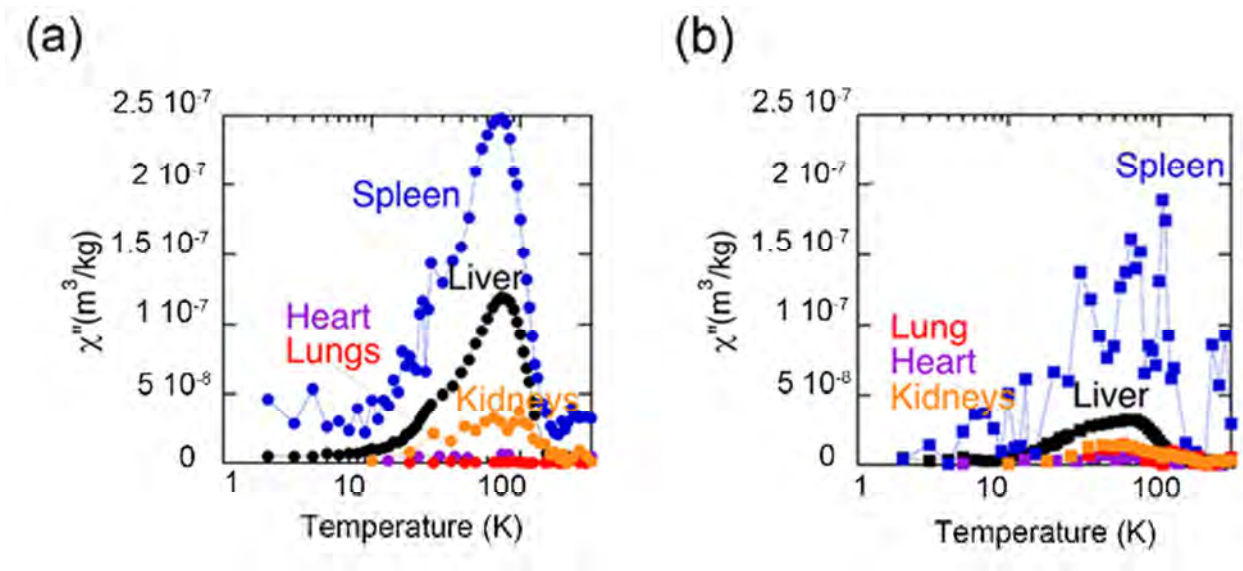 (a)
2.5 10⁻⁷
2 10⁻⁷
1.5 10⁻⁷
1 10⁻⁷
5 10⁻⁸
0
χ"(m³/kg)
Spleen
Liver
Heart
Lungs
Kidneys
1 10 100
Temperature (K)
(b)
2.5 10⁻⁷
2 10⁻⁷
1.5 10⁻⁷
1 10⁻⁷
5 10⁻⁸
0
χ"(m³/kg)
Spleen
Lung
Heart
Kidneys
Liver
1 10 100
Temperature (K)